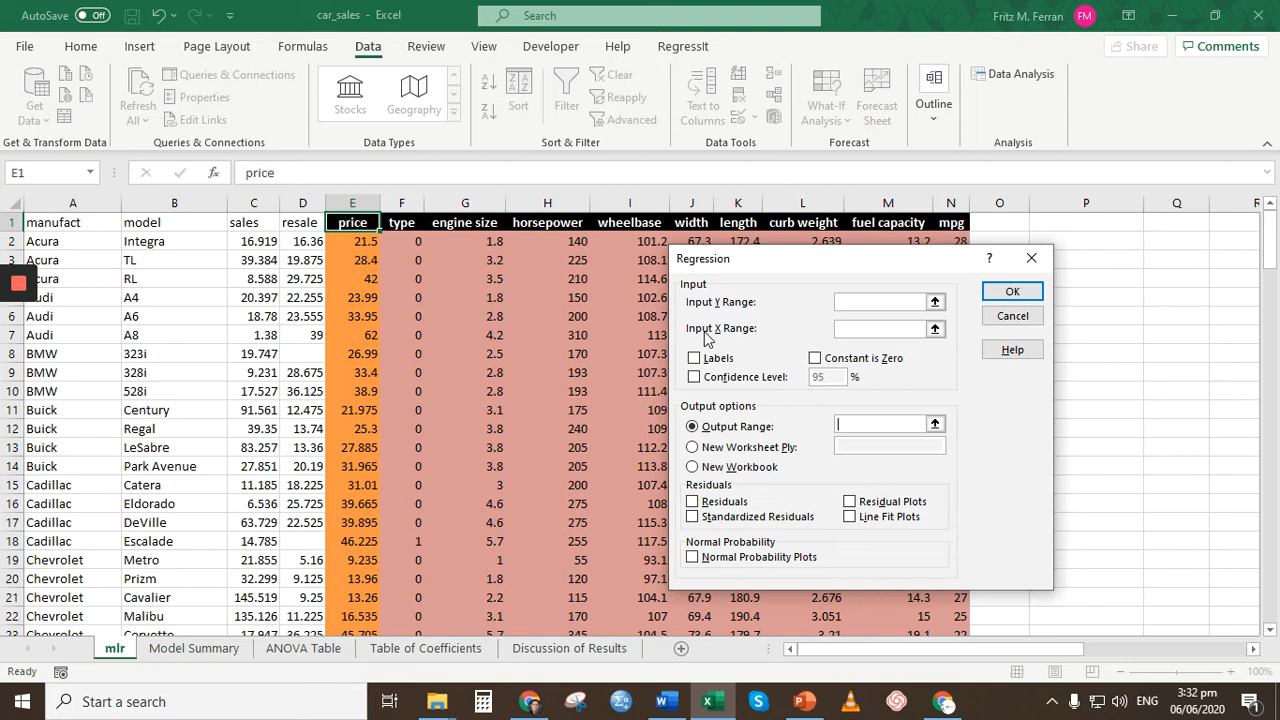 AutoSave Off car_sales - Excel Search Fritz M. Ferran FM
File Home Insert Page Layout Formulas Data Review View Developer Help RegressIt Share Comments
Get Data Refresh All Queries & Connections Properties Edit Links Stocks Geography Sort Filter Clear Reapply Advanced Text to Columns What-If Analysis Forecast Sheet Outline Data Analysis
Get & Transform Data Queries & Connections Data Types Sort & Filter Data Tools Forecast Analysis
E1 fx price
A B C D E F G H I J K L M N O P Q R
1 manufact model sales resale price type engine size horsepower wheelbase width length curb weight fuel capacity mpg
2 Acura Integra 16.919 16.36 21.5 0 1.8 140 101.2 67.3 172.4 2.639 13.2 28
3 Acura TL 39.384 19.875 28.4 0 3.2 225 108.1
cura RL 8.588 29.725 42 0 3.5 210 114.6
udi A4 20.397 22.255 23.99 0 1.8 150 102.6
6 Audi A6 18.78 23.555 33.95 0 2.8 200 108.7
7 Audi A8 1.38 39 62 0 4.2 310 113
8 BMW 323i 19.747 26.99 0 2.5 170 107.3
9 BMW 328i 9.231 28.675 33.4 0 2.8 193 107.3
10 BMW 528i 17.527 36.125 38.9 0 2.8 193 111.4
11 Buick Century 91.561 12.475 21.975 0 3.1 175 109
12 Buick Regal 39.35 13.74 25.3 0 3.8 240 109
13 Buick LeSabre 83.257 13.36 27.885 0 3.8 205 112.2
14 Buick Park Avenue 27.851 20.19 31.965 0 3.8 205 113.8
15 Cadillac Catera 11.185 18.225 31.01 0 3 200 107.4
16 Cadillac Eldorado 6.536 25.725 39.665 0 4.6 275 108
17 Cadillac DeVille 63.729 22.525 39.895 0 4.6 275 115.3
18 Cadillac Escalade 14.785 46.225 1 5.7 255 117.5
19 Chevrolet Metro 21.855 5.16 9.235 0 1 55 93.1
20 Chevrolet Prizm 32.299 9.125 13.96 0 1.8 120 97.1
21 Chevrolet Cavalier 145.519 9.25 13.26 0 2.2 115 104.1 67.9 180.9 2.676 14.3 27
22 Chevrolet Malibu 135.126 11.225 16.535 0 3.1 170 107 69.4 190.4 3.051 15 25
23 Chevrolet Corvette 17.947 36.225 45.705 0 5.7 345 104.5 73.6 179.7 3.21 19.1 22
Regression ?
Input
Input Y Range:
OK
Input X Range:
Cancel
Labels Constant is Zero
Help
Confidence Level: 95 %
Output options
Output Range:
New Worksheet Ply:
New Workbook
Residuals
Residuals Residual Plots
Standardized Residuals Line Fit Plots
Normal Probability
Normal Probability Plots
mlr Model Summary ANOVA Table Table of Coefficients Discussion of Results
Ready 100%
Start a search ENG 3:32 pm
06/06/2020 1